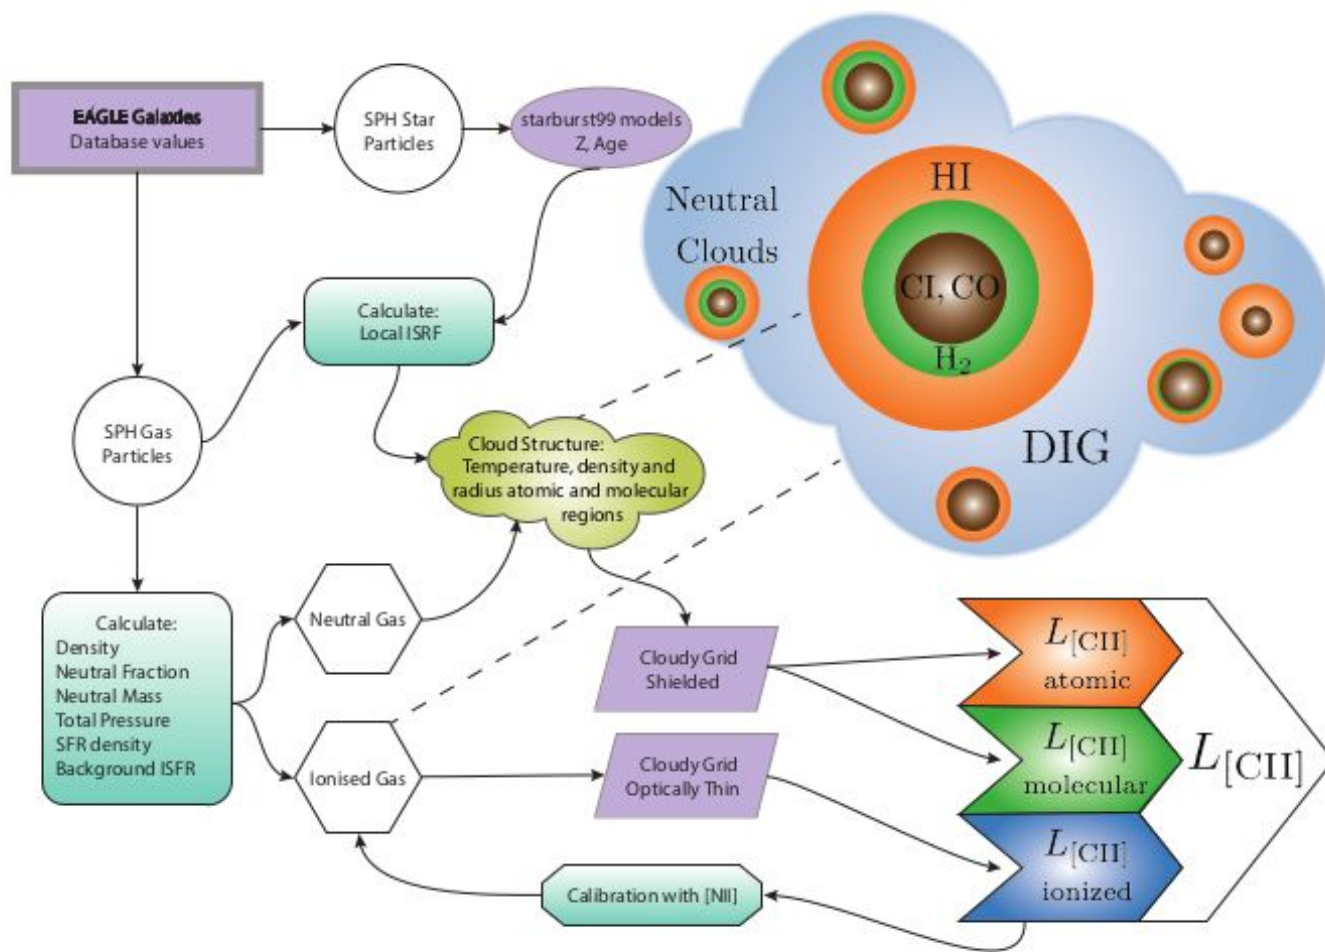 EAGLE Galaxies
Database values
SPH Star
Particles
starburst99 models
Z, Age
Neutral
Clouds
HI
CI, CO
H₂
DIG
Calculate:
Local ISRF
SPH Gas
Particles
Cloud Structure:
Temperature, density and
radius atomic and molecular
regions
Calculate:
Density
Neutral Fraction
Neutral Mass
Total Pressure
SFR density
Background ISFR
Neutral Gas
Ionised Gas
Cloudy Grid
Shielded
Cloudy Grid
Optically Thin
Calibration with [NII]
L[CII]
atomic
L[CII]
molecular
L[CII]
ionized
L[CII]